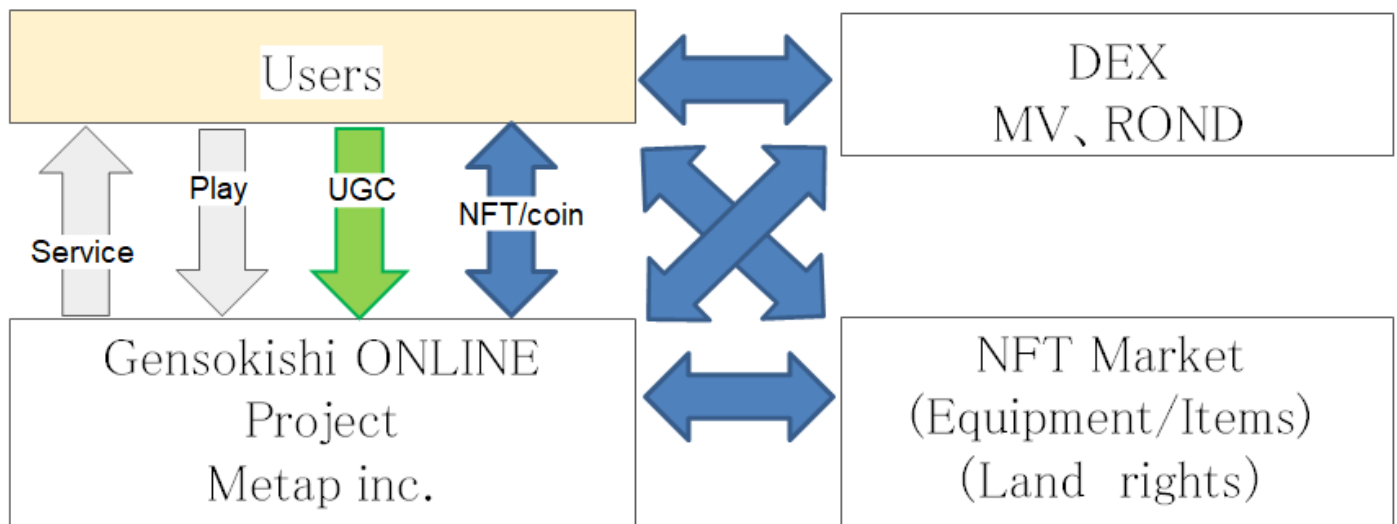 Users
DEX
MV、ROND
Service
Play
UGC
NFT/coin
Gensokishi ONLINE
Project
Metap inc.
NFT Market
(Equipment/Items)
(Land rights)